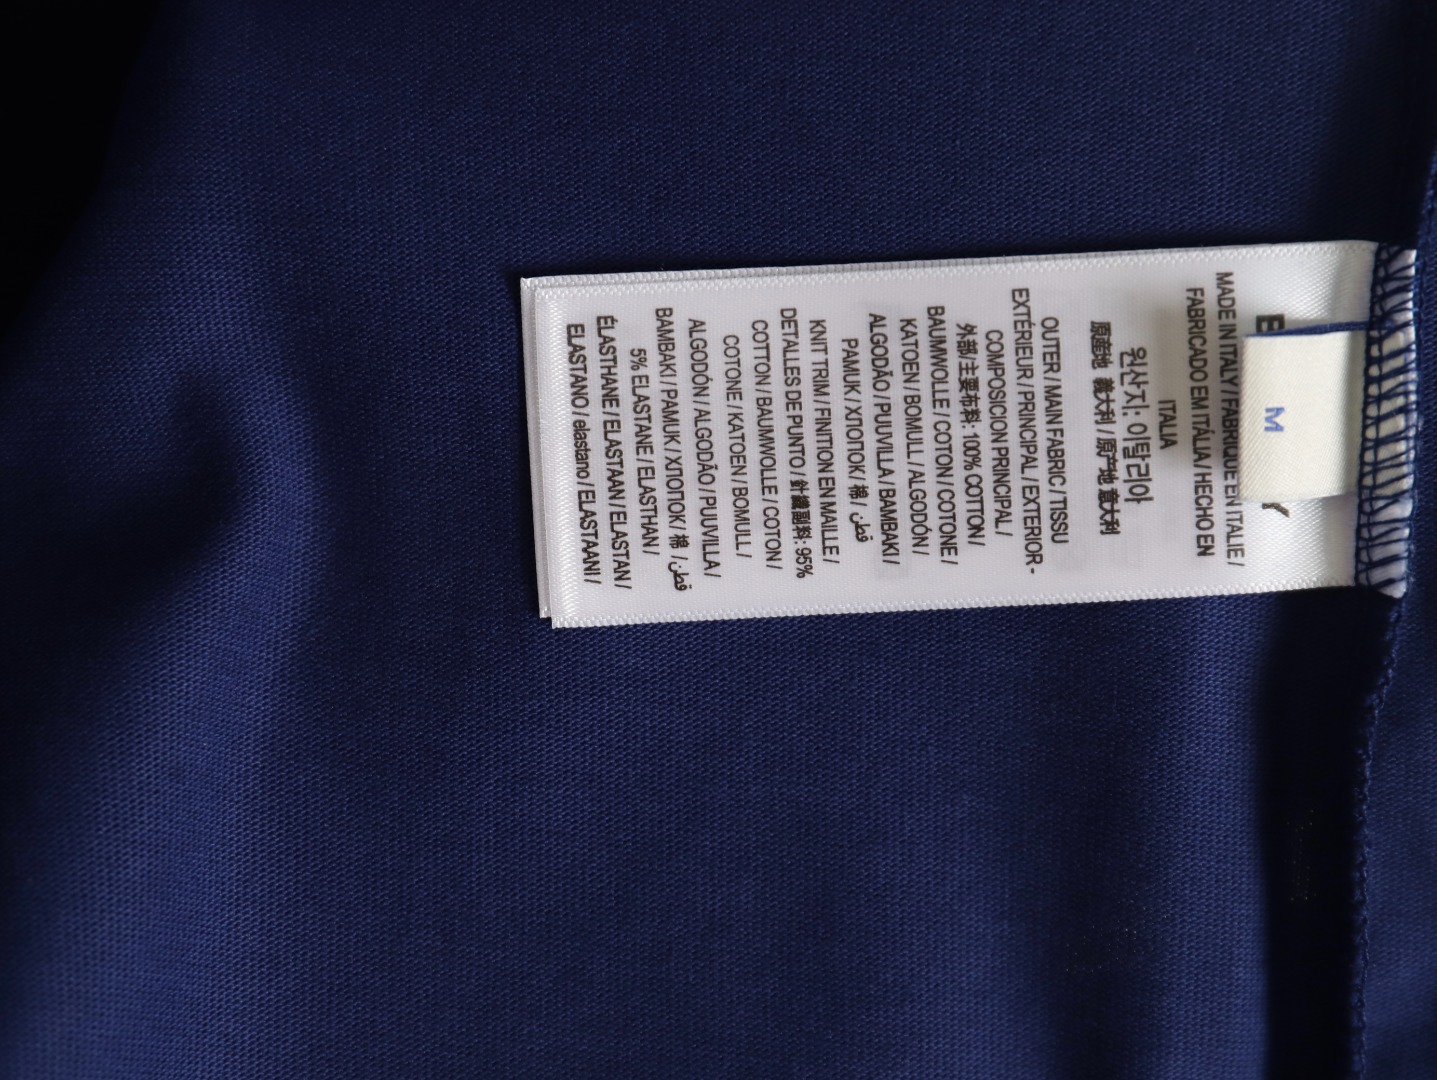 B Y
M
MADE IN ITALY / FABRIQUE EN ITALIE /
FABRICADO EM ITÁLIA / HECHO EN
ITALIA
원산지: 이탈리아
原産地 義大利 / 原产地 意大利
OUTER / MAIN FABRIC / TISSU
EXTÉRIEUR / PRINCIPAL / EXTERIOR -
COMPOSICION PRINCIPAL /
外部/主要布料: 100% COTTON /
BAUMWOLLE / COTON / COTONE /
KATOEN / BOMULL / ALGODÓN /
ALGODÃO / PUUVILLA / BAMBAKI /
PAMUK / ΧΙΤΟΠΟΚ / 棉 / قطن /
KNIT TRIM / FINITION EN MAILLE /
DETALLES DE PUNTO / 針織副料: 95%
COTTON / BAUMWOLLE / COTON /
COTONE / KATOEN / BOMULL /
ALGODÓN / ALGODÃO / PUUVILLA /
BAMBAKI / PAMUK / ΧΙΤΟΠΟΚ / 棉 / قطن
5% ELASTANE / ELASTHAN /
ÉLASTHANE / ELASTAAN / ELASTAN /
ELASTANO / elastano / ELASTAANI /